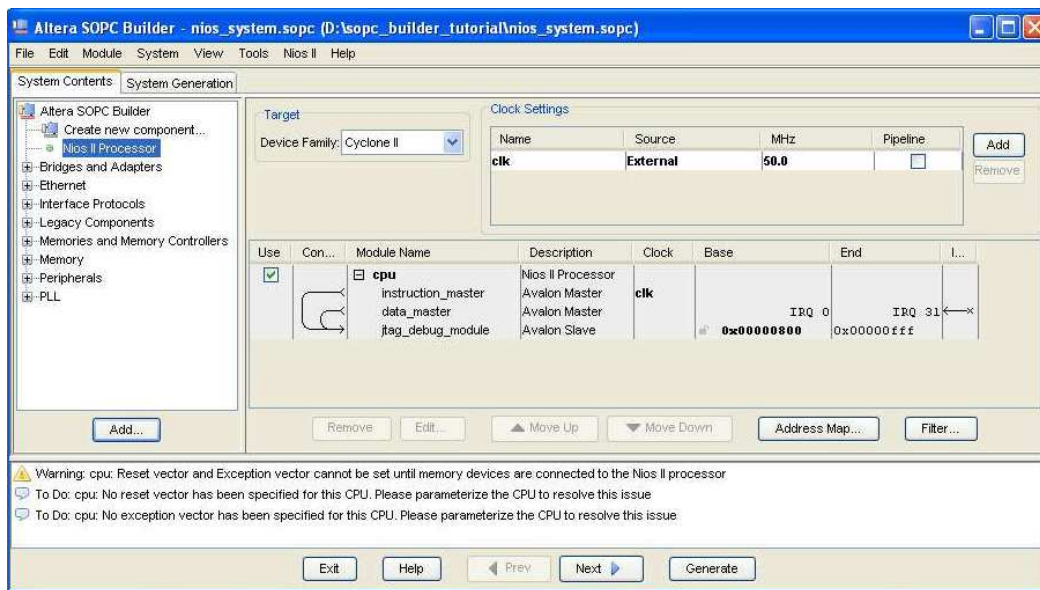 Altera SOPC Builder - nios_system.sopc (D:\sopc_builder_tutorial\nios_system.sopc)
File Edit Module System View Tools Nios II Help
System Contents System Generation
Altera SOPC Builder
Create new component...
Nios II Processor
Bridges and Adapters
Ethernet
Interface Protocols
Legacy Components
Memories and Memory Controllers
Memory
Peripherals
PLL
Add...
Target
Device Family: Cyclone II
Clock Settings
Name Source MHz Pipeline
clk External 50.0
Add
Remove
Use Con... Module Name Description Clock Base End I...
cpu Nios II Processor
instruction_master Avalon Master clk
data_master Avalon Master IRQ 0 IRQ 31
jtag_debug_module Avalon Slave 0x00000800 0x00000fff
Remove Edit... Move Up Move Down Address Map... Filter...
Warning: cpu: Reset vector and Exception vector cannot be set until memory devices are connected to the Nios II processor
To Do: cpu: No reset vector has been specified for this CPU. Please parameterize the CPU to resolve this issue
To Do: cpu: No exception vector has been specified for this CPU. Please parameterize the CPU to resolve this issue
Exit Help Prev Next Generate